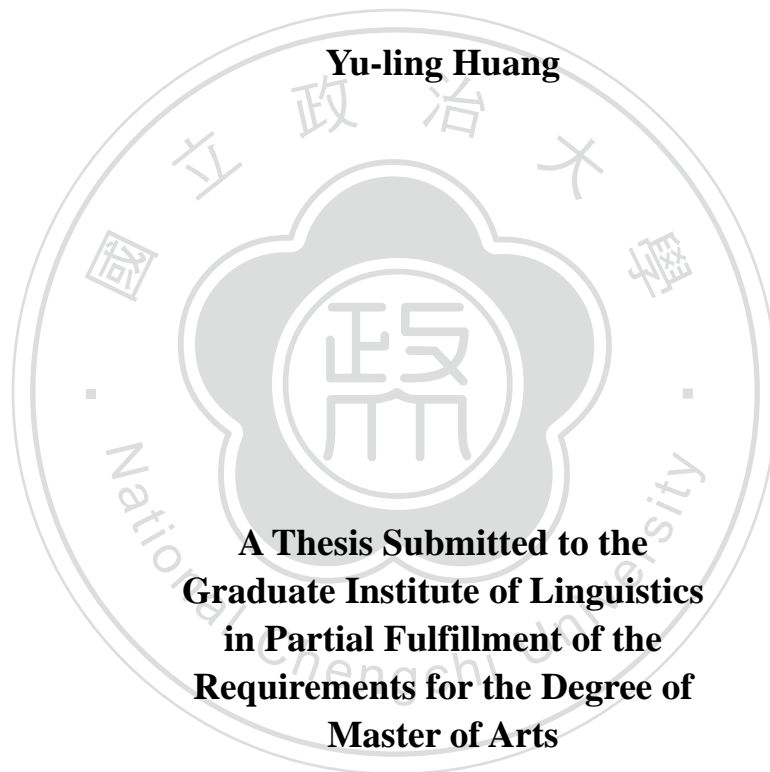 Yu-ling Huang
國立政治大學
政
National Chengchi University
A Thesis Submitted to the
Graduate Institute of Linguistics
in Partial Fulfillment of the
Requirements for the Degree of
Master of Arts